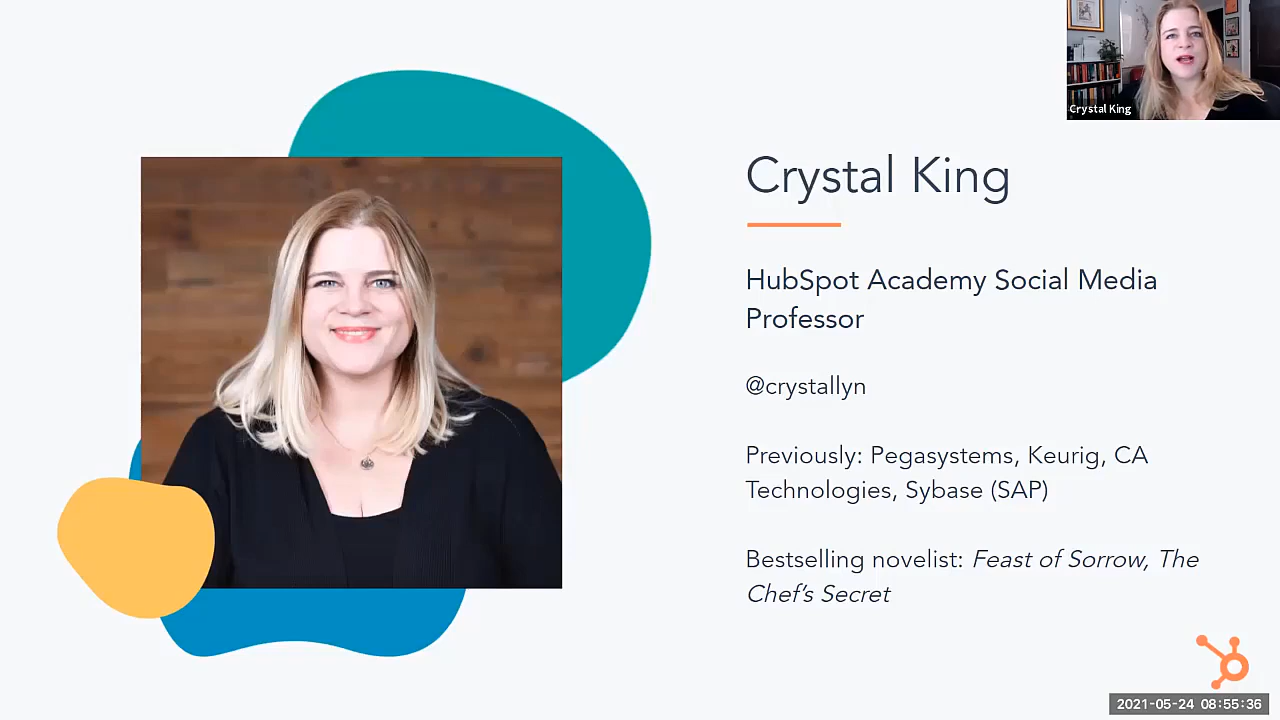 Crystal King
Crystal King
HubSpot Academy Social Media
Professor
@crystallyn
Previously: Pegasystems, Keurig, CA
Technologies, Sybase (SAP)
Bestselling novelist: Feast of Sorrow, The
Chef's Secret
2021-05-24 08:55:36